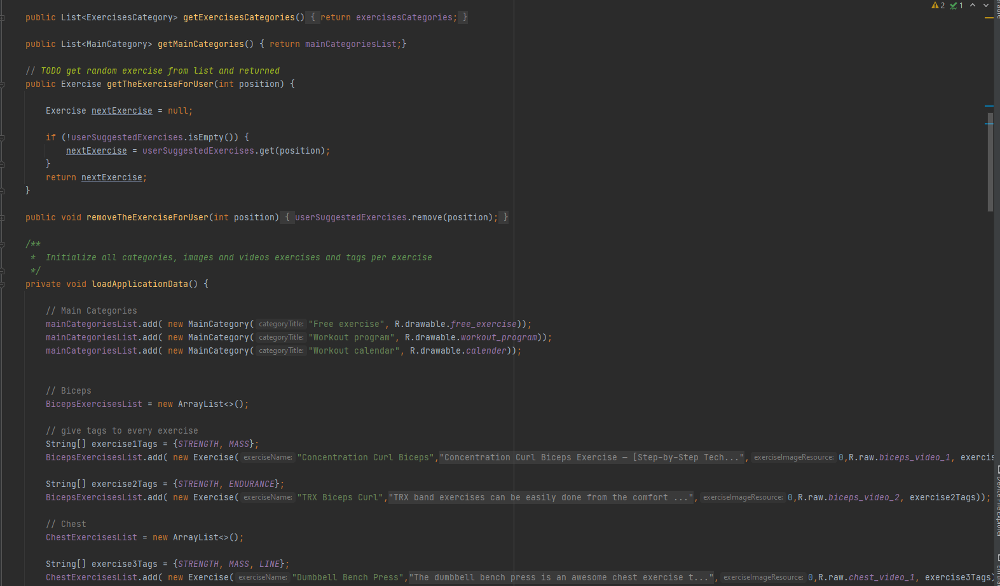 2 1
public List<ExercisesCategory> getExercisesCategories() { return exercisesCategories; }
public List<MainCategory> getMainCategories() { return mainCategoriesList;}
// TODO get random exercise from list and returned
public Exercise getTheExerciseForUser(int position) {
Exercise nextExercise = null;
if (!userSuggestedExercises.isEmpty()) {
nextExercise = userSuggestedExercises.get(position);
}
return nextExercise;
}
public void removeTheExerciseForUser(int position) { userSuggestedExercises.remove(position); }
/**
* Initialize all categories, images and videos exercises and tags per exercise
*/
private void loadApplicationData() {
// Main Categories
mainCategoriesList.add( new MainCategory( categoryTitle: "Free exercise", R.drawable.free_exercise));
mainCategoriesList.add( new MainCategory( categoryTitle: "Workout program", R.drawable.workout_program));
mainCategoriesList.add( new MainCategory( categoryTitle: "Workout calendar", R.drawable.calender));
// Biceps
BicepsExercisesList = new ArrayList<>();
// give tags to every exercise
String[] exercise1Tags = {STRENGTH, MASS};
BicepsExercisesList.add( new Exercise( exerciseName: "Concentration Curl Biceps","Concentration Curl Biceps Exercise – [Step-by-Step Tech...", exerciseImageResource: 0,R.raw.biceps_video_1, exercis
String[] exercise2Tags = {STRENGTH, ENDURANCE};
BicepsExercisesList.add( new Exercise( exerciseName: "TRX Biceps Curl","TRX band exercises can be easily done from the comfort ...", exerciseImageResource: 0,R.raw.biceps_video_2, exercise2Tags));
// Chest
ChestExercisesList = new ArrayList<>();
String[] exercise3Tags = {STRENGTH, MASS, LINE};
ChestExercisesList.add( new Exercise( exerciseName: "Dumbbell Bench Press","The dumbbell bench press is an awesome chest exercise t...", exerciseImageResource: 0,R.raw.chest_video_1, exercise3Tags)